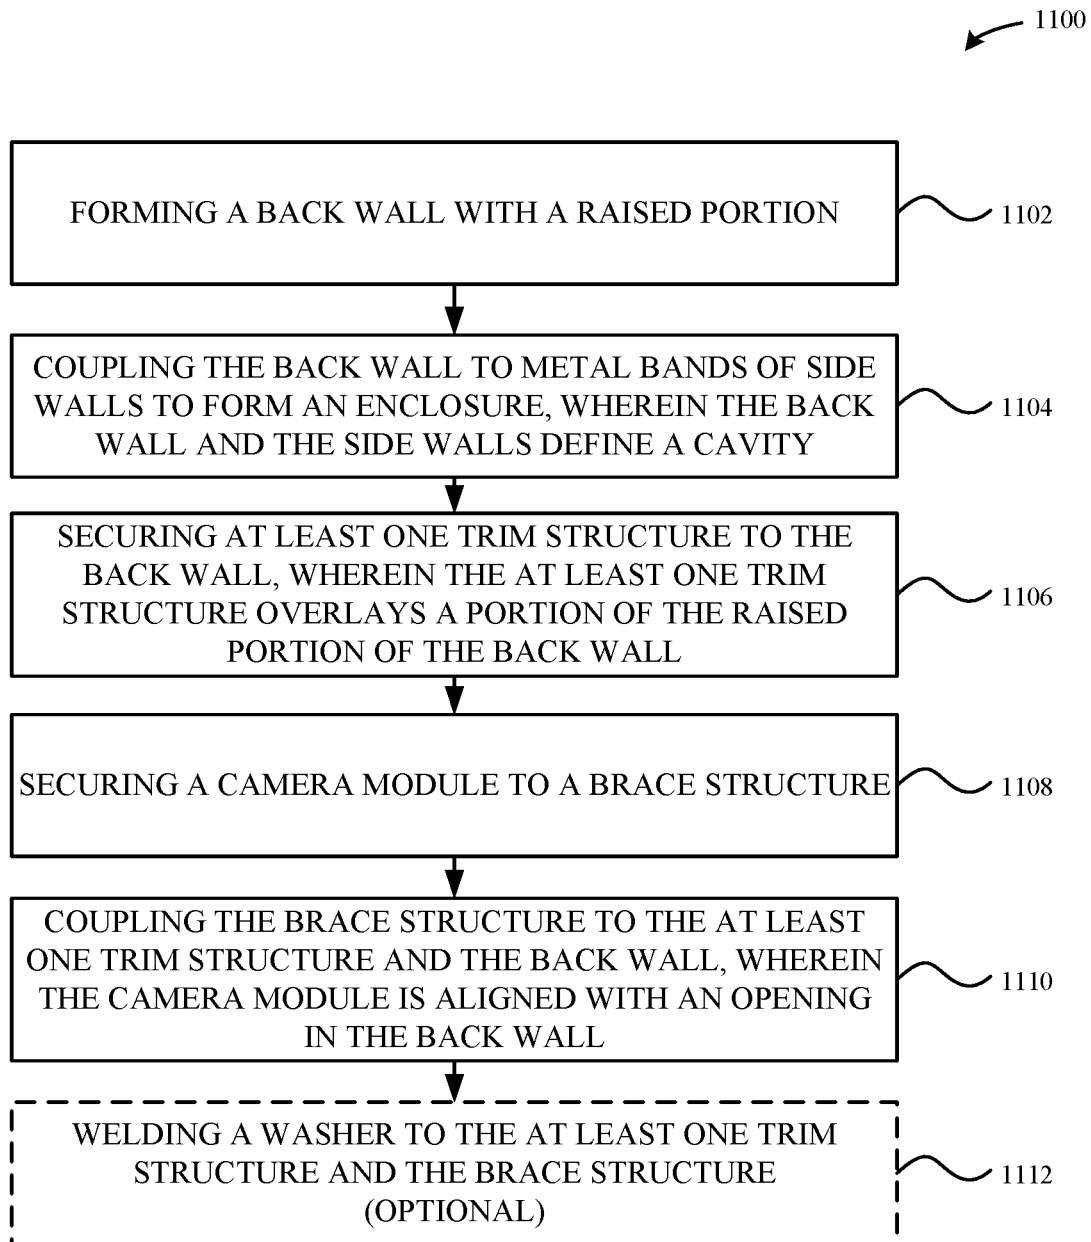 1100
FORMING A BACK WALL WITH A RAISED PORTION
1102
COUPLING THE BACK WALL TO METAL BANDS OF SIDE
WALLS TO FORM AN ENCLOSURE, WHEREIN THE BACK
WALL AND THE SIDE WALLS DEFINE A CAVITY
1104
SECURING AT LEAST ONE TRIM STRUCTURE TO THE
BACK WALL, WHEREIN THE AT LEAST ONE TRIM
STRUCTURE OVERLAYS A PORTION OF THE RAISED
PORTION OF THE BACK WALL
1106
SECURING A CAMERA MODULE TO A BRACE STRUCTURE
1108
COUPLING THE BRACE STRUCTURE TO THE AT LEAST
ONE TRIM STRUCTURE AND THE BACK WALL, WHEREIN
THE CAMERA MODULE IS ALIGNED WITH AN OPENING
IN THE BACK WALL
1110
WELDING A WASHER TO THE AT LEAST ONE TRIM
STRUCTURE AND THE BRACE STRUCTURE
(OPTIONAL)
1112